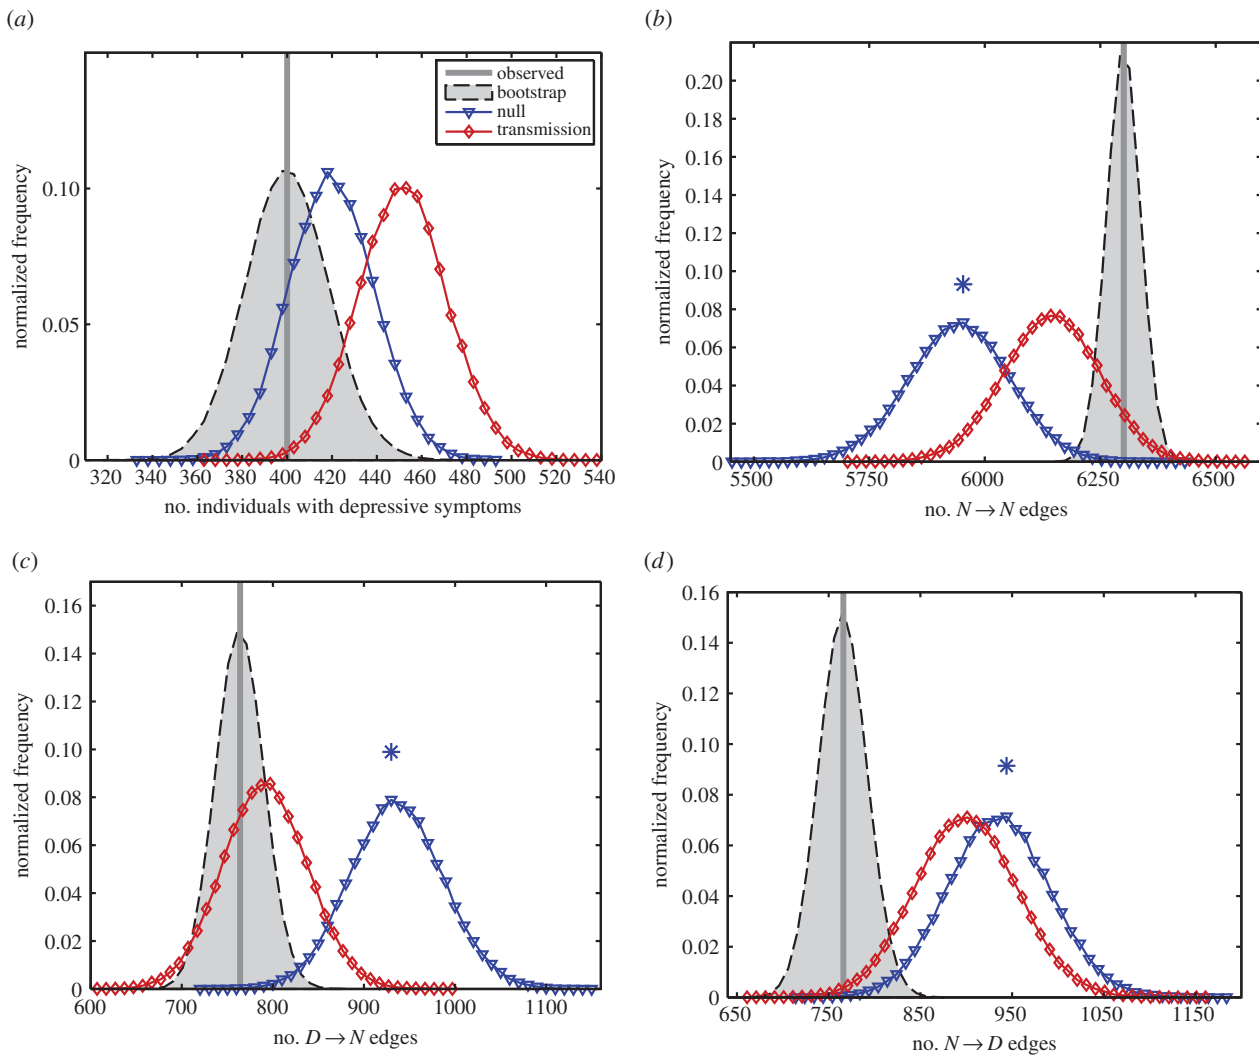 (a)
observed
bootstrap
null
transmission
normalized frequency
0.10
0.05
0
320 340 360 380 400 420 440 460 480 500 520 540
no. individuals with depressive symptoms
(b)
normalized frequency
0.20
0.18
0.16
0.14
0.12
0.10
0.08
0.06
0.04
0.02
0
5500 5750 6000 6250 6500
no. N → N edges
(c)
normalized frequency
0.16
0.14
0.12
0.10
0.08
0.06
0.04
0.02
0
600 700 800 900 1000 1100
no. D → N edges
(d)
normalized frequency
0.20
0.18
0.16
0.14
0.12
0.10
0.08
0.06
0.04
0.02
0
650 750 850 950 1050 1150
no. N → D edges